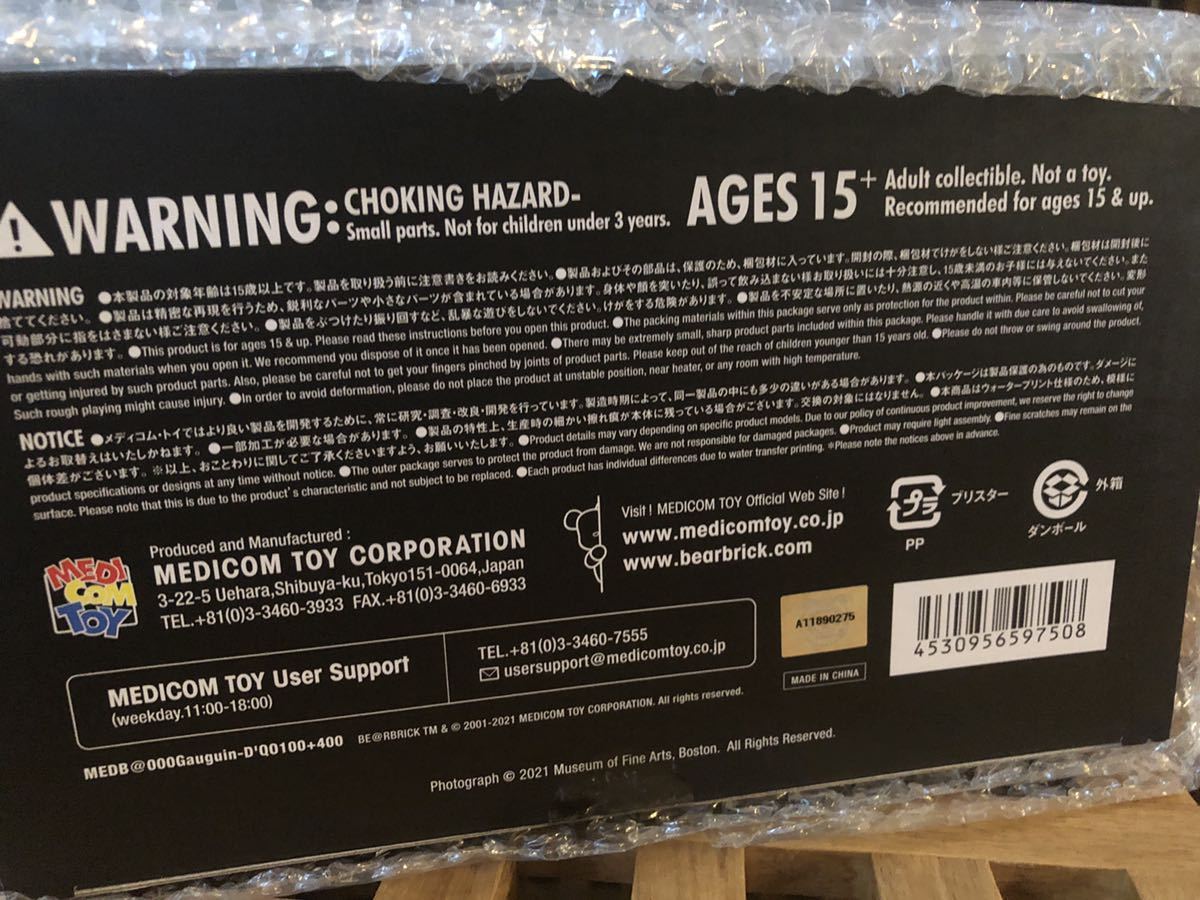 WARNING: CHOKING HAZARD-
Small parts. Not for children under 3 years.
AGES 15+ Adult collectible. Not a toy.
Recommended for ages 15 & up.
WARNING ●本製品の対象年齢は15歳以上です。製品を取り扱う前に注意書きをお読みください。●製品およびその部品は、保護のため、梱包材に入っています。開封の際、梱包材でけがをしない様ご注意ください。梱包材は開封後に
捨ててください。●製品は精密な再現を行うため、鋭利なパーツや小さなパーツが含まれている場合があります。身体や顔を突いたり、誤って飲み込まない様お取り扱いには十分注意し、15歳未満のお子様には与えないでください。また
可動部分に指をはさまない様ご注意ください。●製品をぶつけたり振り回すなど、乱暴な遊びをしないでください。けがをする危険があります。●製品を不安定な場所に置いたり、熱源の近くや高温の車内等に保管しないでください。変形
する恐れがあります。●This product is for ages 15 & up. Please read these instructions before you open this product. ●The packing materials within this package serve only as protection for the product within. Please be careful not to cut your
hands with such materials when you open it. We recommend you dispose of it once it has been opened. ●There may be extremely small, sharp product parts included within this package. Please handle it with due care to avoid swallowing of,
or getting injured by such product parts. Also, please be careful not to get your fingers pinched by joints of product parts. Please keep out of the reach of children younger than 15 years old. ●Please do not throw or swing around the product.
Such rough playing might cause injury. ●In order to avoid deformation, please do not place the product at unstable position, near heater, or any room with high temperature.
NOTICE ●メディコム・トイではより良い製品を開発するために、常に研究・調査・改良・開発を行っています。製造時期によって、同一製品の中にも多少の違いがある場合があります。●本パッケージは製品保護の為のものです。ダメージに
よるお取替えはいたしかねます。●一部加工が必要な場合があります。●製品の特性上、生産時の細かい擦れ痕が本体に残っている場合がございます。交換の対象にはなりません。●本商品はウォータープリント仕様のため、模様に
個体差がございます。※以上、おことわりに関してご了承くださいますよう、お願いいたします。●Product details may vary depending on specific product models. Due to our policy of continuous product improvement, we reserve the right to change
product specifications or designs at any time without notice. ●The outer package serves to protect the product from damage. We are not responsible for damaged packages. ●Product may require light assembly. ●Fine scratches may remain on the
surface. Please note that this is due to the product's characteristic and not subject to be replaced. ●Each product has individual differences due to water transfer printing. *Please note the notices above in advance.
MEDI
COM
TOY
Produced and Manufactured :
MEDICOM TOY CORPORATION
3-22-5 Uehara,Shibuya-ku,Tokyo151-0064,Japan
TEL.+81(0)3-3460-3933 FAX.+81(0)3-3460-6933
Visit ! MEDICOM TOY Official Web Site !
www.medicomtoy.co.jp
www.bearbrick.com
プラ
PP
ブリスター
ダンボール
外箱
MEDICOM TOY User Support
(weekday.11:00-18:00)
TEL.+81(0)3-3460-7555
usersupport@medicomtoy.co.jp
A11890275
MADE IN CHINA
4530956597508
MEDB@000Gauguin-D'Q0100+400
BE@RBRICK TM & © 2001-2021 MEDICOM TOY CORPORATION. All rights reserved.
Photograph © 2021 Museum of Fine Arts, Boston. All Rights Reserved.